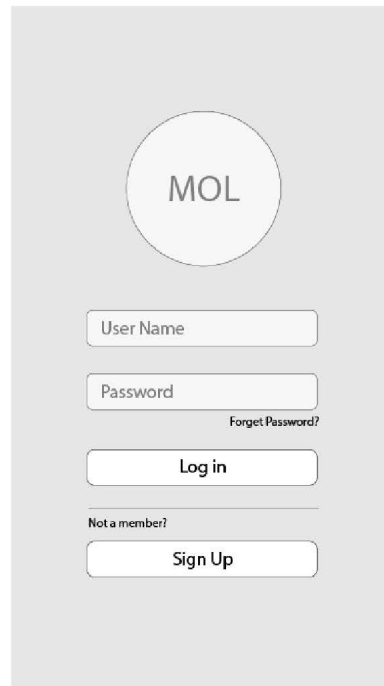 MOL
User Name
Password
Forget Password?
Log in
Not a member?
Sign Up